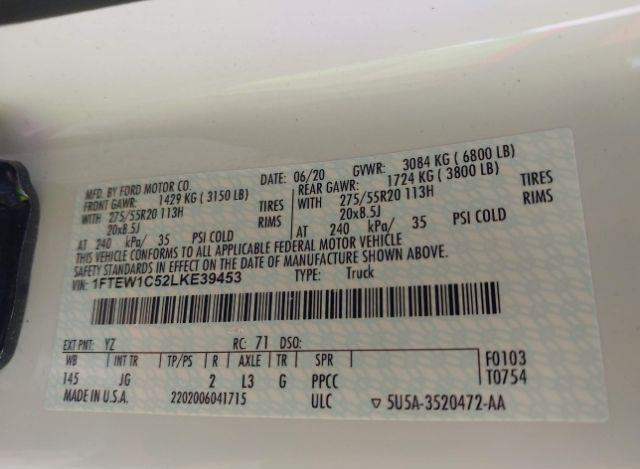 MFD. BY FORD MOTOR CO. DATE: 06/20 GVWR: 3084 KG ( 6800 LB)
FRONT GAWR: 1429 KG ( 3150 LB) REAR GAWR: 1724 KG ( 3800 LB)
WITH 275/55R20 113H TIRES WITH 275/55R20 113H TIRES
20x8.5J RIMS 20x8.5J RIMS
AT 240 kPa/ 35 PSI COLD AT 240 kPa/ 35 PSI COLD
THIS VEHICLE CONFORMS TO ALL APPLICABLE FEDERAL MOTOR VEHICLE
SAFETY STANDARDS IN EFFECT ON THE DATE OF MANUFACTURE SHOWN ABOVE.
VIN: 1FTEW1C52LKE39453 TYPE: Truck
EXT PNT: YZ RC: 71 DSO:
WB INT TR TP/PS R AXLE TR SPR F0103
145 JG 2 L3 G PPCC T0754
MADE IN U.S.A. 2202006041715 ULC ▽ 5U5A-3520472-AA